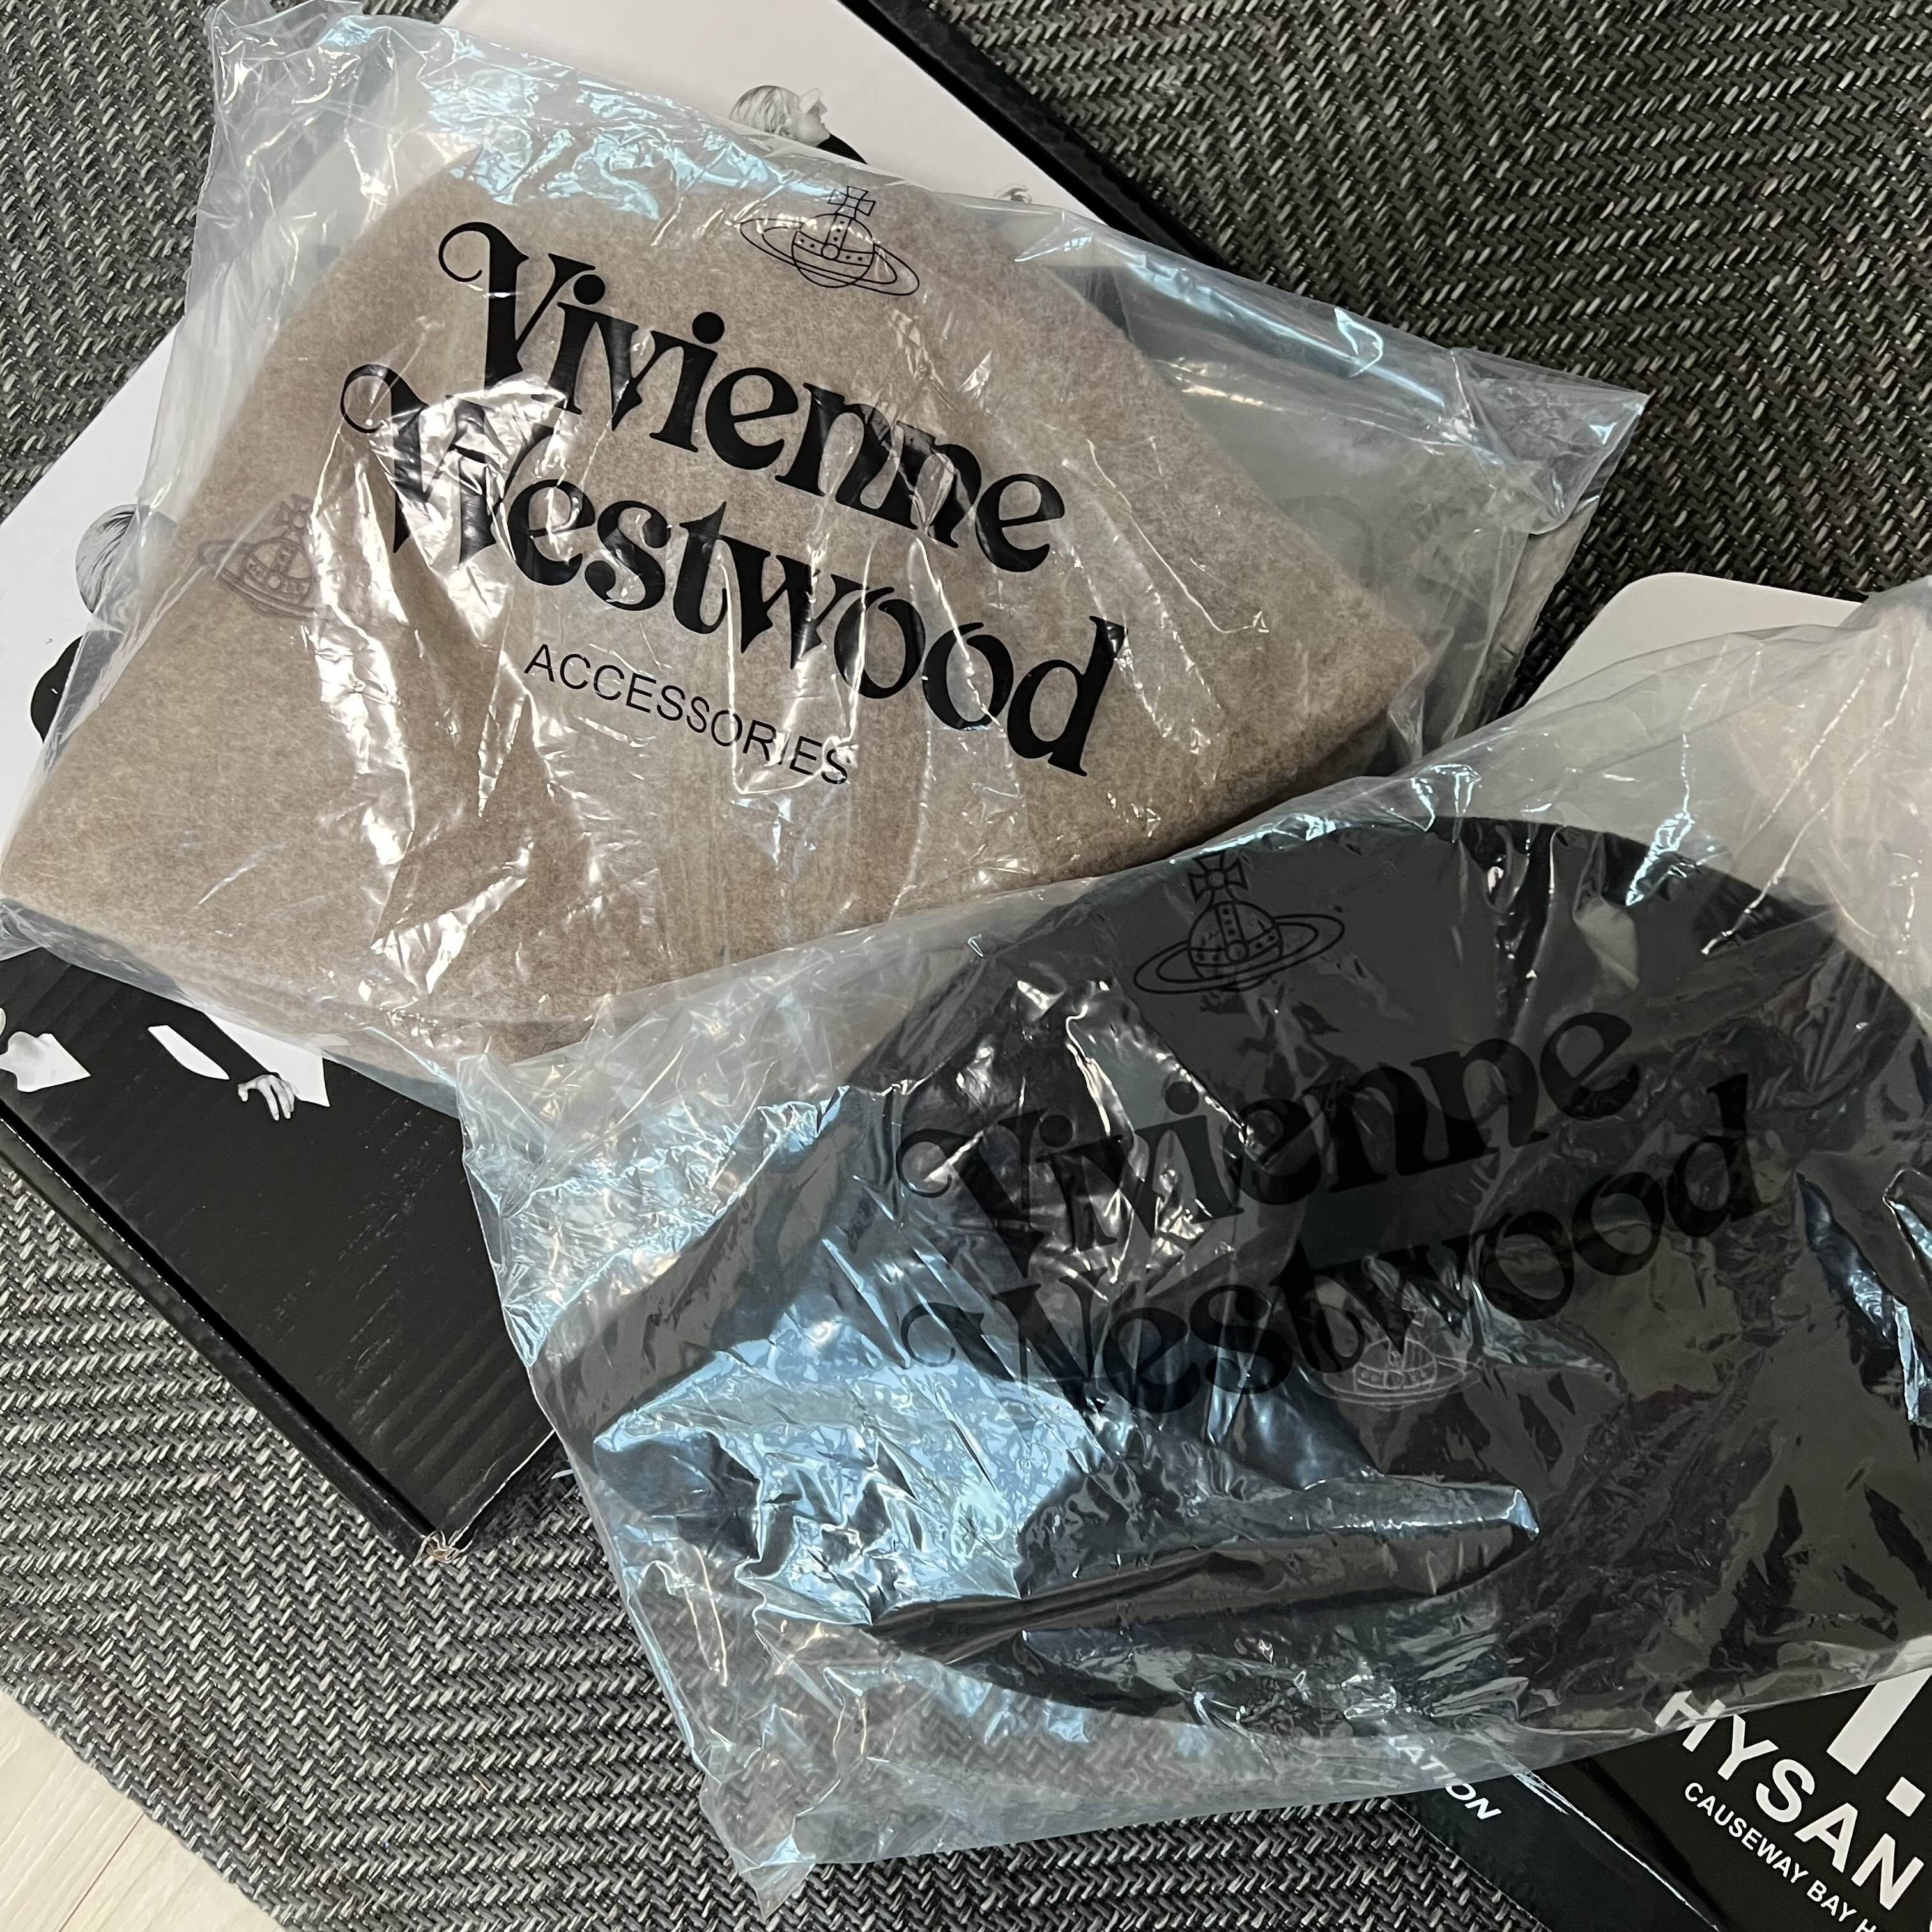 Vivienne
Westwood
ACCESSORIES
Vivienne
Westwood
HYSAN
CAUSEWAY BAY